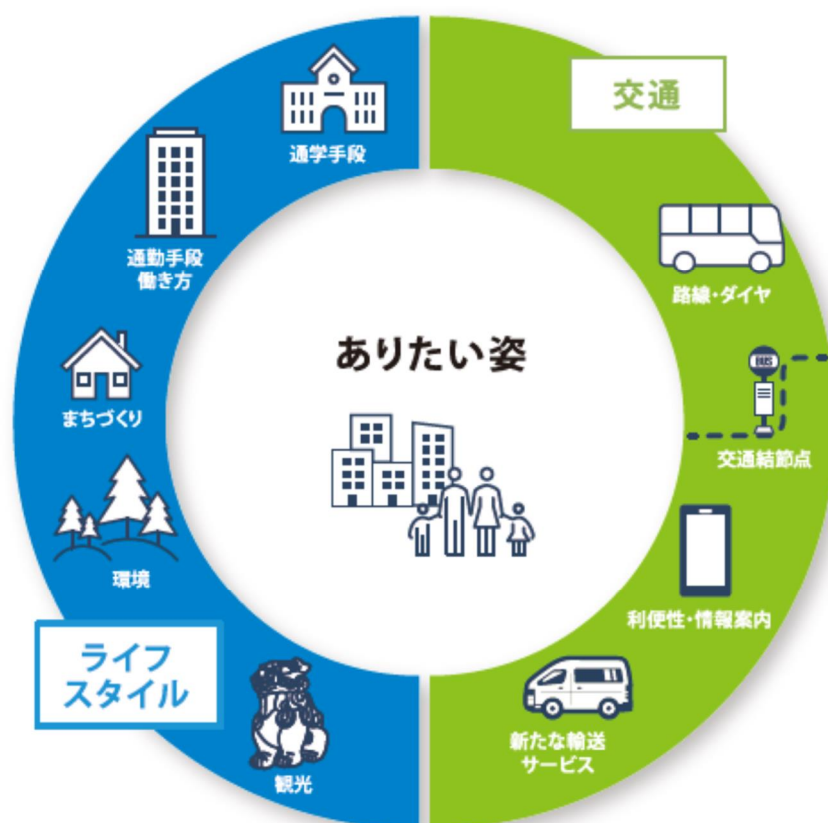 通学手段
交通
通勤手段
働き方
路線・ダイヤ
ありたい姿
BUS
まちづくり
交通結節点
環境
利便性・情報案内
ライフ
スタイル
新たな輸送
サービス
観光